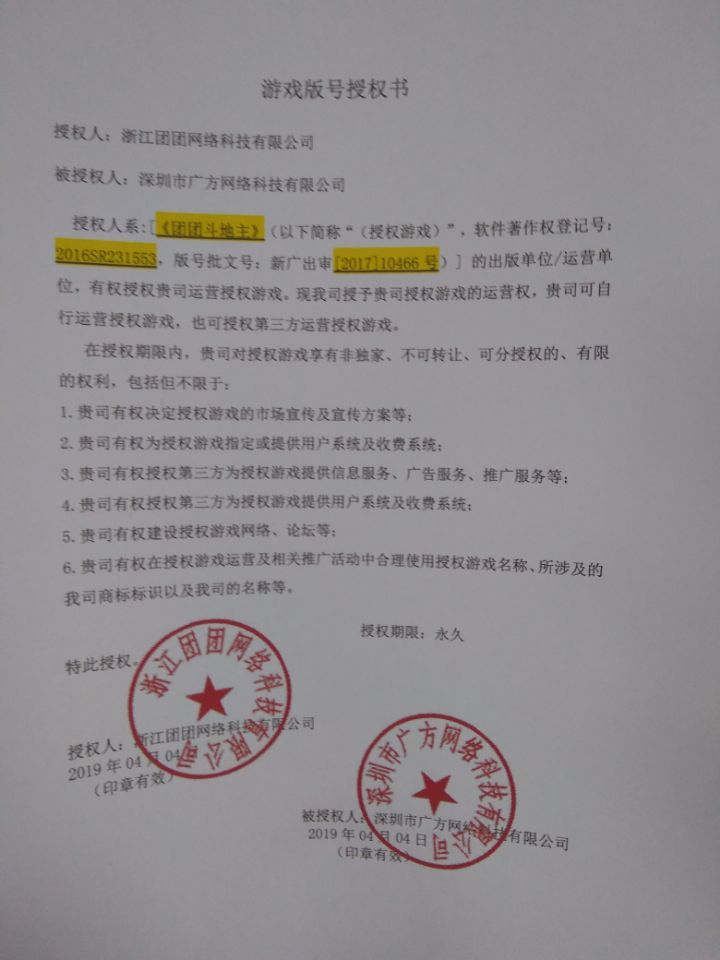 游戏版号授权书
授权人：浙江团团网络科技有限公司
被授权人：深圳市广方网络科技有限公司
授权人系:[《团团斗地主》（以下简称“（授权游戏）”，软件著作权登记号：
2016SR231553，版号批文号：新广出审[2017]10466 号）] 的出版单位/运营单
位，有权授权贵司运营授权游戏。现我司授予贵司授权游戏的运营权，贵司可自
行运营授权游戏，也可授权第三方运营授权游戏。
在授权期限内，贵司对授权游戏享有非独家、不可转让、可分授权的、有限
的权利，包括但不限于：
1. 贵司有权决定授权游戏的市场宣传及宣传方案等；
2. 贵司有权为授权游戏指定或提供用户系统及收费系统；
3. 贵司有权授权第三方为授权游戏提供信息服务、广告服务、推广服务等；
4. 贵司有权授权第三方为授权游戏提供用户系统及收费系统；
5. 贵司有权建设授权游戏网络、论坛等；
6. 贵司有权在授权游戏运营及相关推广活动中合理使用授权游戏名称、所涉及的
我司商标标识以及我司的名称等。
授权期限：永久
特此授权。
浙江团团网络科技有限公司
授权人：浙江团团网络科技有限公司
2019 年 04 月 04
（印章有效）
深圳市广方网络科技有限公司
被授权人：深圳市广方网络科技有限公司
2019 年 04 月 04 日
（印章有效）